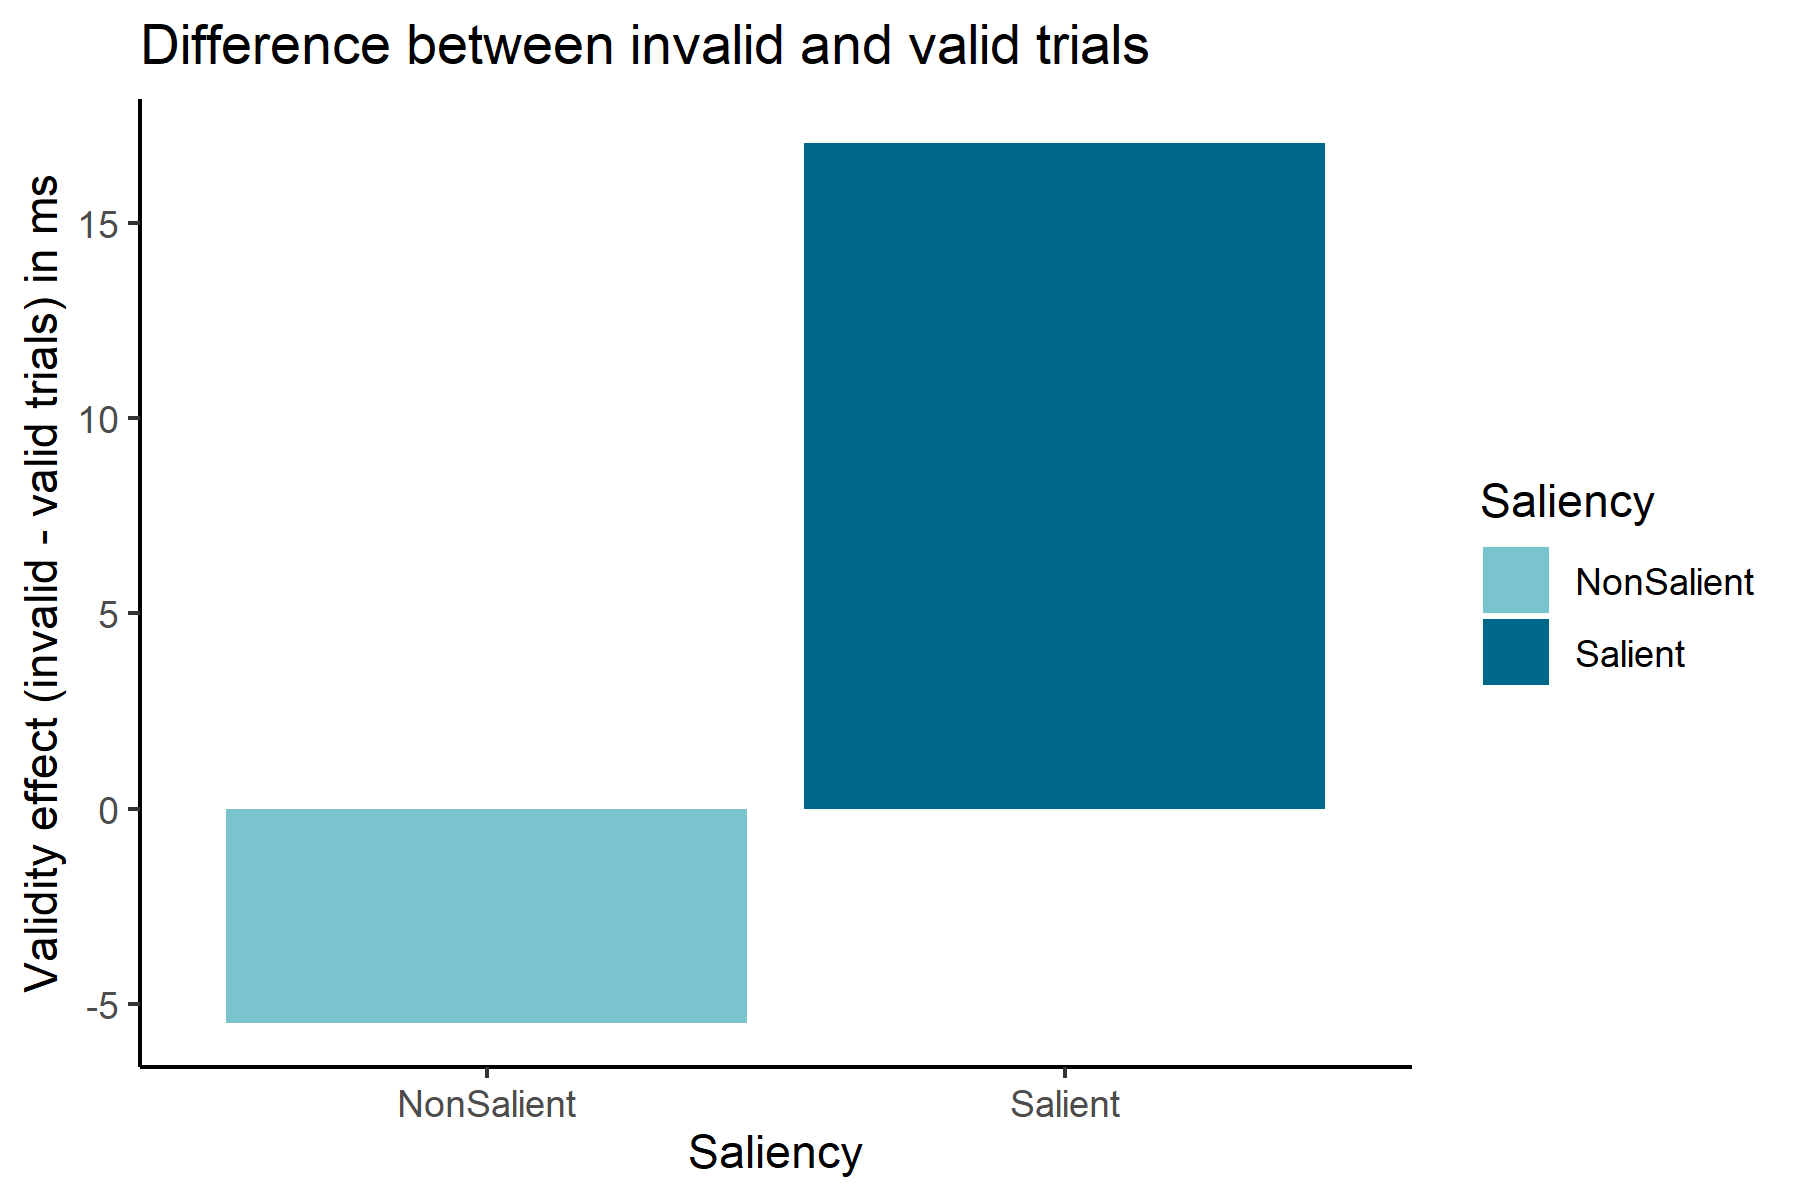 Difference between invalid and valid trials
Validity effect (invalid - valid trials) in ms
15
10
5
0
-5
NonSalient
Salient
Saliency
Saliency
NonSalient
Salient